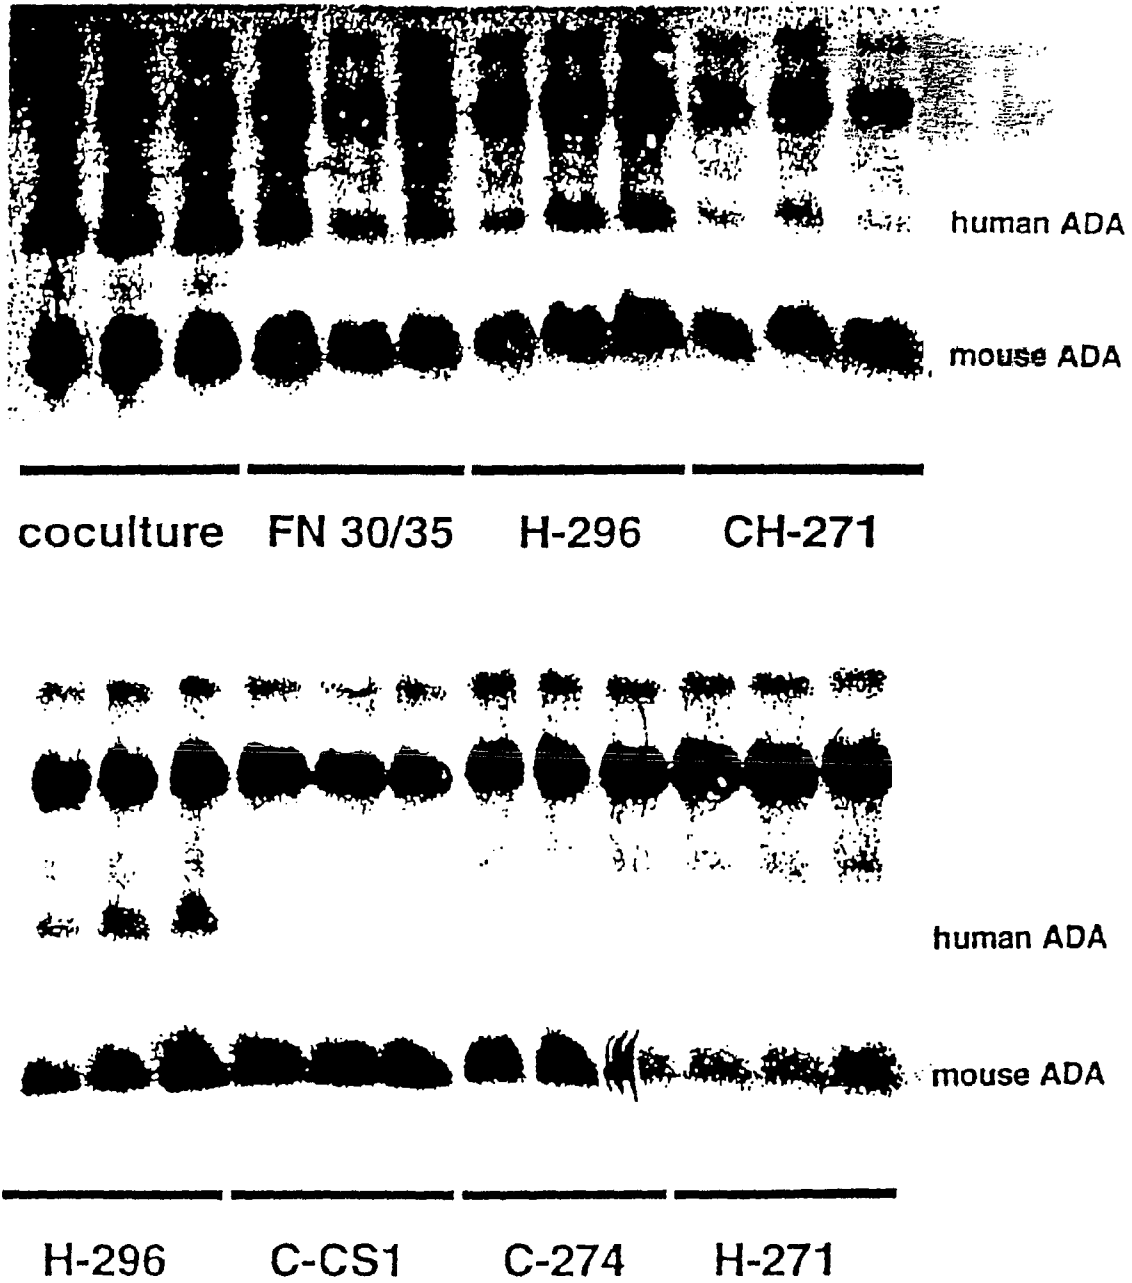 human ADA
mouse ADA
coculture FN 30/35 H-296 CH-271
human ADA
mouse ADA
H-296 C-CS1 C-274 H-271